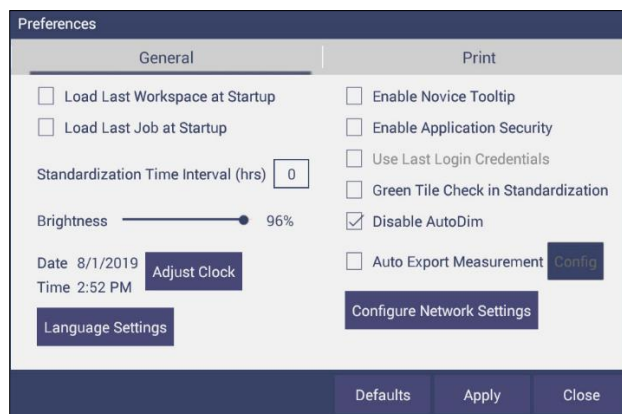 Preferences
General
Print
Load Last Workspace at Startup
Load Last Job at Startup
Standardization Time Interval (hrs) 0
Brightness 96%
Date 8/1/2019
Time 2:52 PM
Adjust Clock
Language Settings
Enable Novice Tooltip
Enable Application Security
Use Last Login Credentials
Green Tile Check in Standardization
Disable AutoDim
Auto Export Measurement Config
Configure Network Settings
Defaults Apply Close